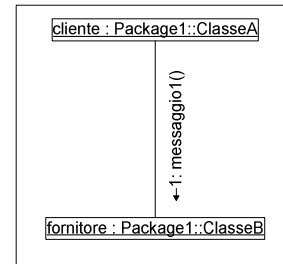 cliente : Package1::ClasseA
1: messaggio1()
fornitore : Package1::ClasseB